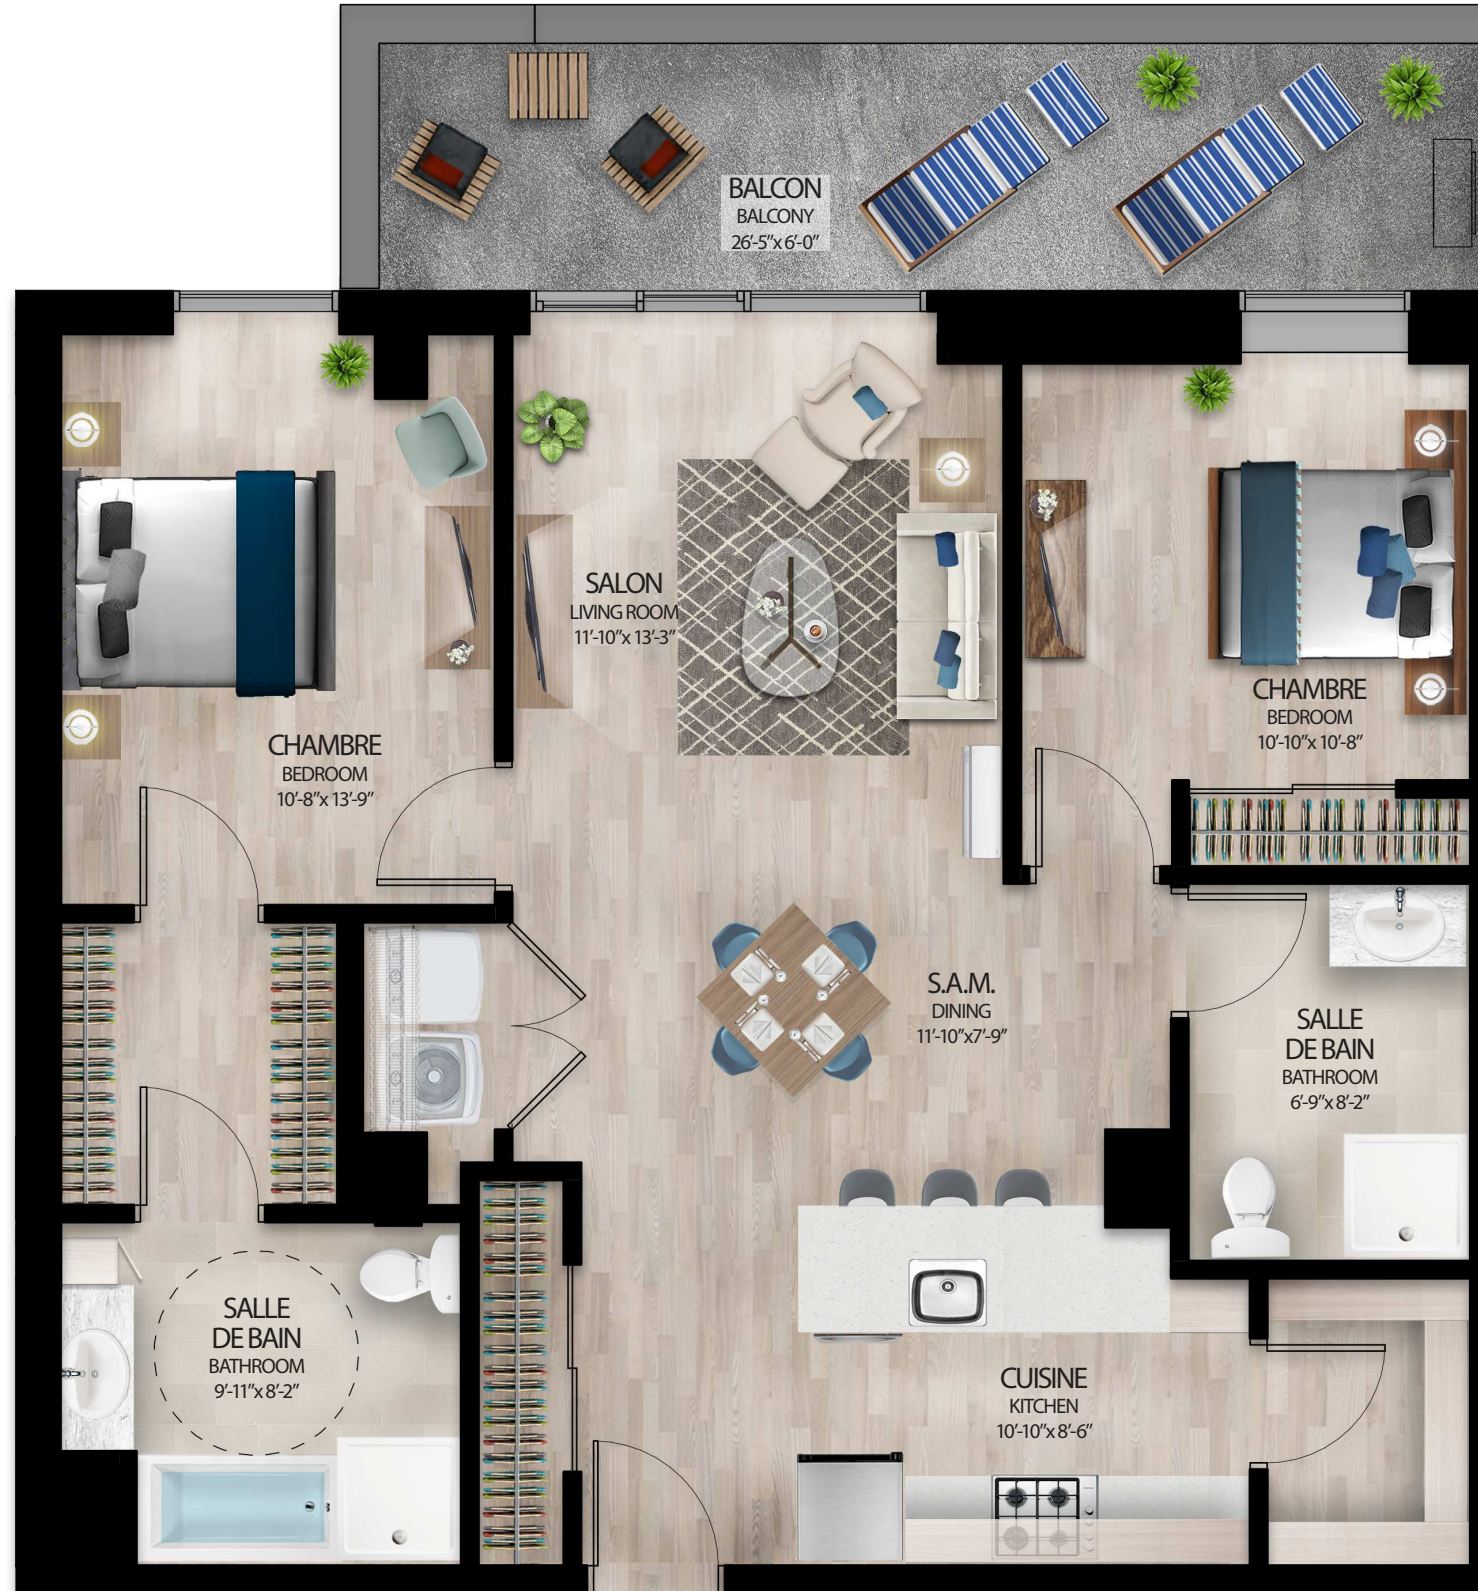 BALCON
BALCONY
26'-5"x 6'-0"
SALON
LIVING ROOM
11'-10"x 13'-3"
CHAMBRE
BEDROOM
10'-10"x 10'-8"
CHAMBRE
BEDROOM
10'-8"x 13'-9"
S.A.M.
DINING
11'-10"x7'-9"
SALLE
DE BAIN
BATHROOM
6'-9"x 8'-2"
SALLE
DE BAIN
BATHROOM
9'-11"x 8'-2"
CUISINE
KITCHEN
10'-10"x 8'-6"